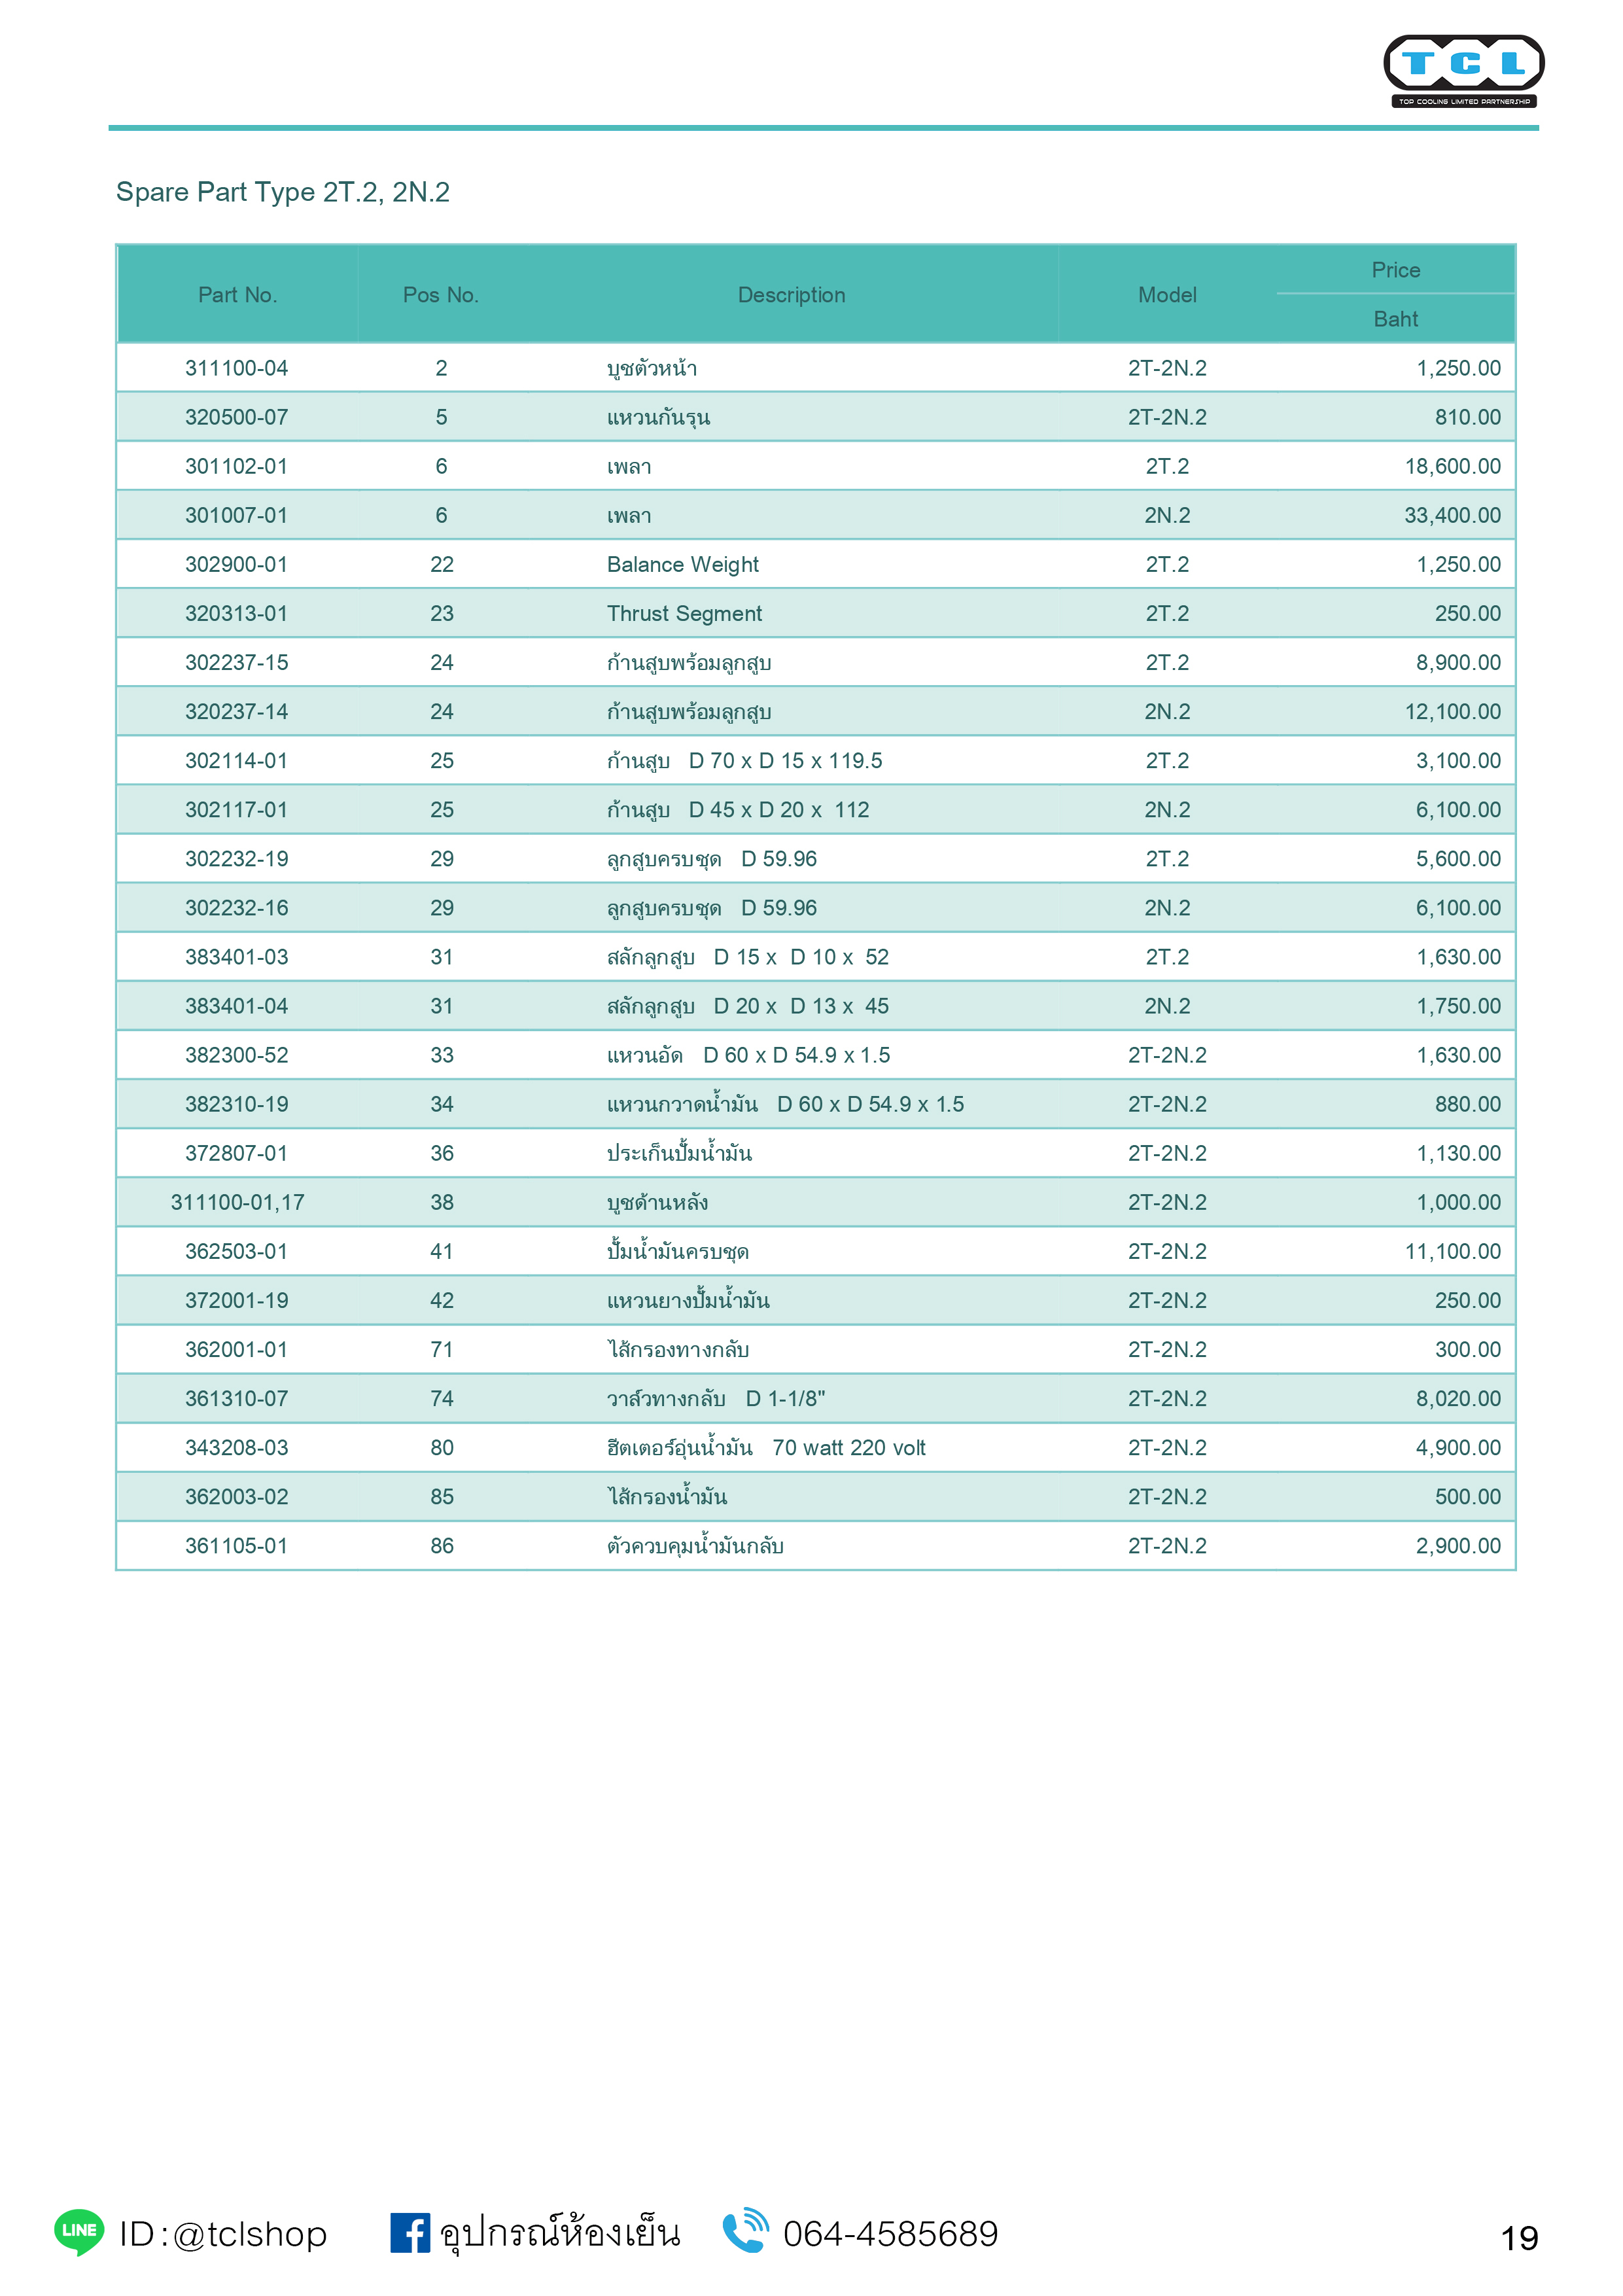 TCL
TOP COOLING LIMITED PARTNERSHIP
Spare Part Type 2T.2, 2N.2
Part No. Pos No. Description Model Price Baht
311100-04 2 บูชตัวหน้า 2T-2N.2 1,250.00
320500-07 5 แหวนกันรุน 2T-2N.2 810.00
301102-01 6 เพลา 2T.2 18,600.00
301007-01 6 เพลา 2N.2 33,400.00
302900-01 22 Balance Weight 2T.2 1,250.00
320313-01 23 Thrust Segment 2T.2 250.00
302237-15 24 ก้านสูบพร้อมลูกสูบ 2T.2 8,900.00
320237-14 24 ก้านสูบพร้อมลูกสูบ 2N.2 12,100.00
302114-01 25 ก้านสูบ D 70 x D 15 x 119.5 2T.2 3,100.00
302117-01 25 ก้านสูบ D 45 x D 20 x 112 2N.2 6,100.00
302232-19 29 ลูกสูบครบชุด D 59.96 2T.2 5,600.00
302232-16 29 ลูกสูบครบชุด D 59.96 2N.2 6,100.00
383401-03 31 สลักลูกสูบ D 15 x D 10 x 52 2T.2 1,630.00
383401-04 31 สลักลูกสูบ D 20 x D 13 x 45 2N.2 1,750.00
382300-52 33 แหวนอัด D 60 x D 54.9 x 1.5 2T-2N.2 1,630.00
382310-19 34 แหวนกวาดน้ำมัน D 60 x D 54.9 x 1.5 2T-2N.2 880.00
372807-01 36 ประเก็นปั้มน้ำมัน 2T-2N.2 1,130.00
311100-01,17 38 บูชด้านหลัง 2T-2N.2 1,000.00
362503-01 41 ปั้มน้ำมันครบชุด 2T-2N.2 11,100.00
372001-19 42 แหวนยางปั้มน้ำมัน 2T-2N.2 250.00
362001-01 71 ไส้กรองทางกลับ 2T-2N.2 300.00
361310-07 74 วาล์วทางกลับ D 1-1/8" 2T-2N.2 8,020.00
343208-03 80 ฮีตเตอร์อุ่นน้ำมัน 70 watt 220 volt 2T-2N.2 4,900.00
362003-02 85 ไส้กรองน้ำมัน 2T-2N.2 500.00
361105-01 86 ตัวควบคุมน้ำมันกลับ 2T-2N.2 2,900.00
LINE ID : @tclshop f อุปกรณ์ห้องเย็น 064-4585689 19